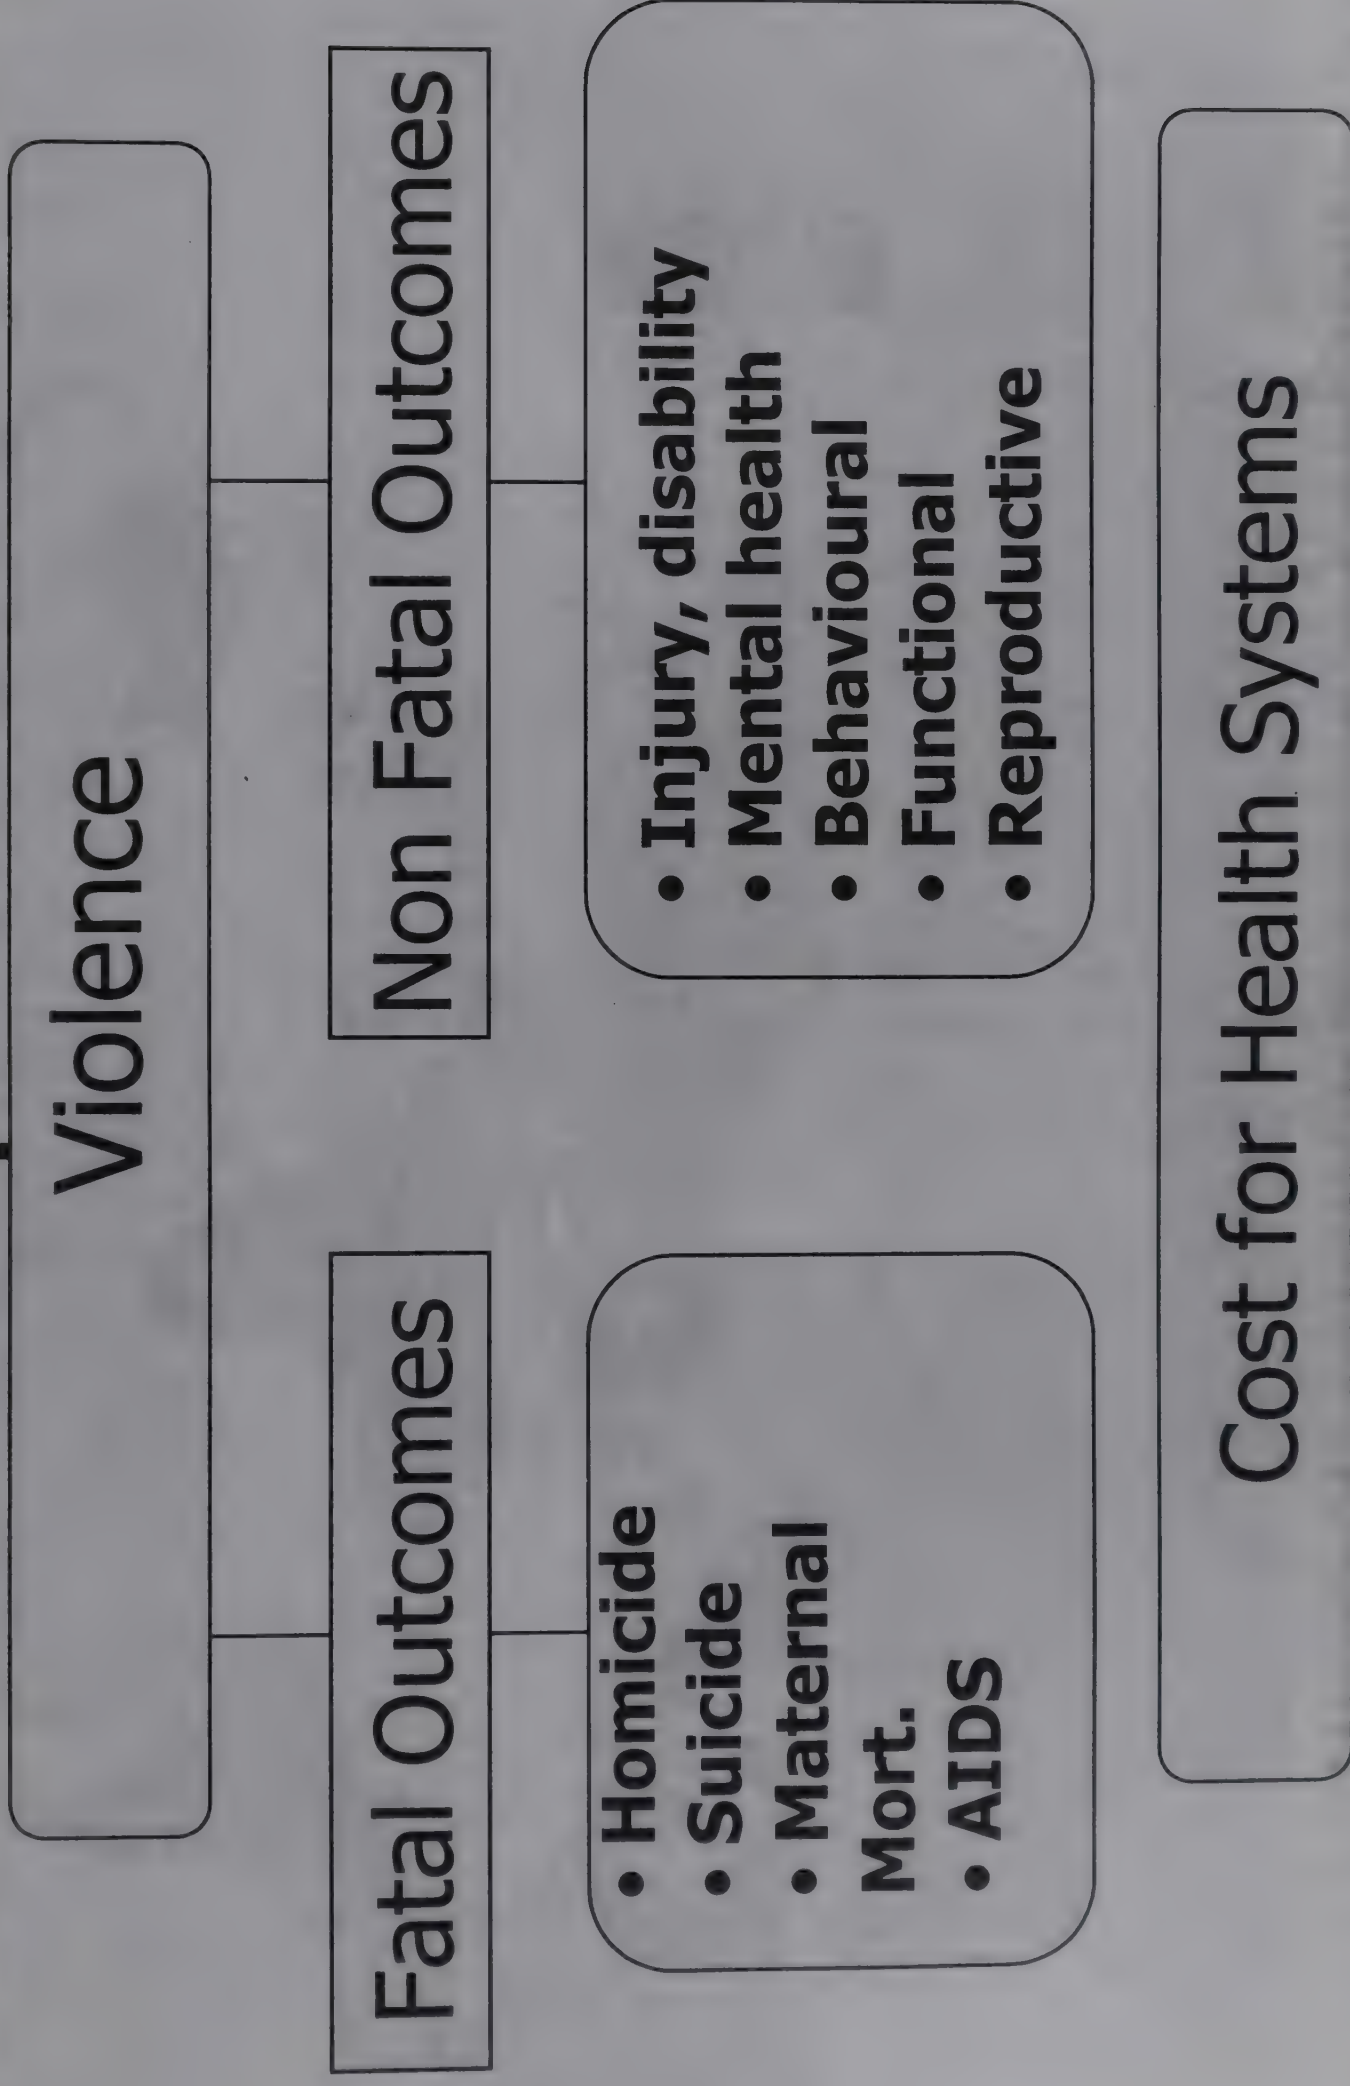 Violence
Fatal Outcomes
Non Fatal Outcomes
• Homicide
• Suicide
• Maternal
Mort.
• AIDS
• Injury, disability
• Mental health
• Behavioural
• Functional
• Reproductive
Cost for Health Systems